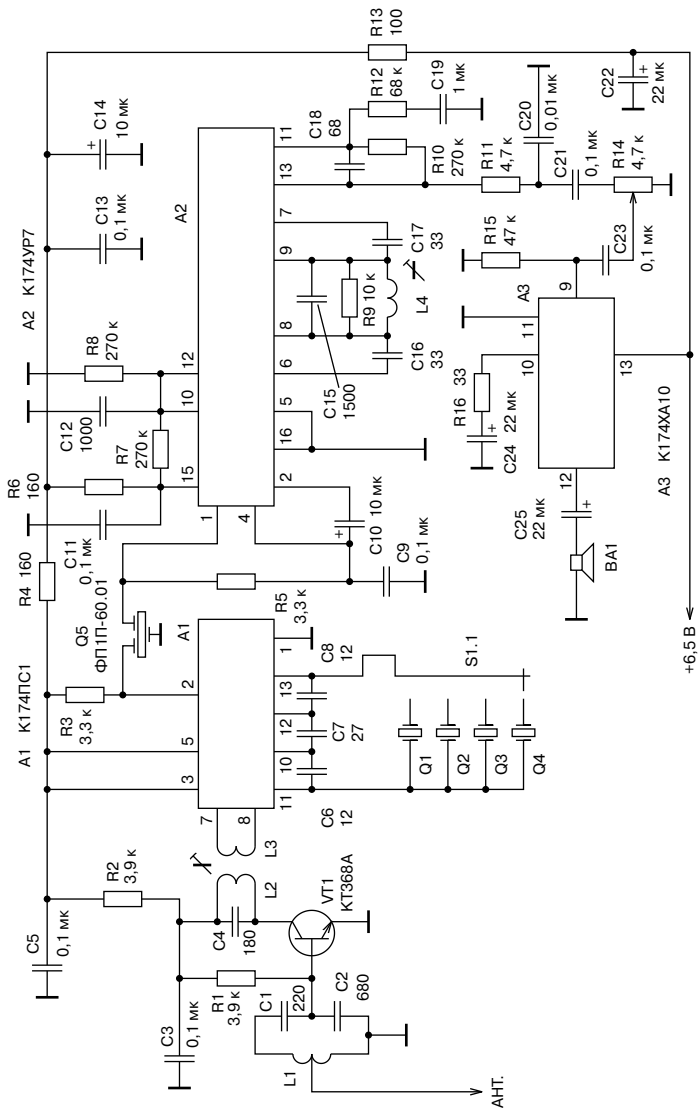 АНТ.
L1
C1
220
C2
680
C3
0,1 мк
R1
3,9 к
C5
0,1 мк
R2
3,9 к
C4
180
VT1
КТ368А
L2
L3
А1 К174ПС1
3
5
2
7
8
11
10
12
13
1
A1
R3
3,3 к
Q5
ФП1П-60.01
R4 160
R5
3,3 к
C6
12
C7
27
C8
12
Q1
Q2
Q3
Q4
S1.1
C9
0,1 мк
C10 10 мк
C11
0,1 мк
R6
160
R7
270 к
C12
1000
R8
270 к
А2 К174УР7
15
10
12
1
4
2
16
5
6
8
9
7
13
11
A2
C13
0,1 мк
C14
10 мк
+
+
C15
1500
C16
33
R9 10 к
L4
C17
33
C18
68
R10
270 к
R12
68 к
C19
1 мк
R13
100
R11
4,7 к
C20
0,01 мк
C21
0,1 мк
R14
4,7 к
C22
22 мк
+
C23
0,1 мк
R15
47 к
A3
9
11
10
13
12
R16 33
C24
22 мк
+
C25
22 мк
+
BA1
А3 К174ХА10
+6,5 В